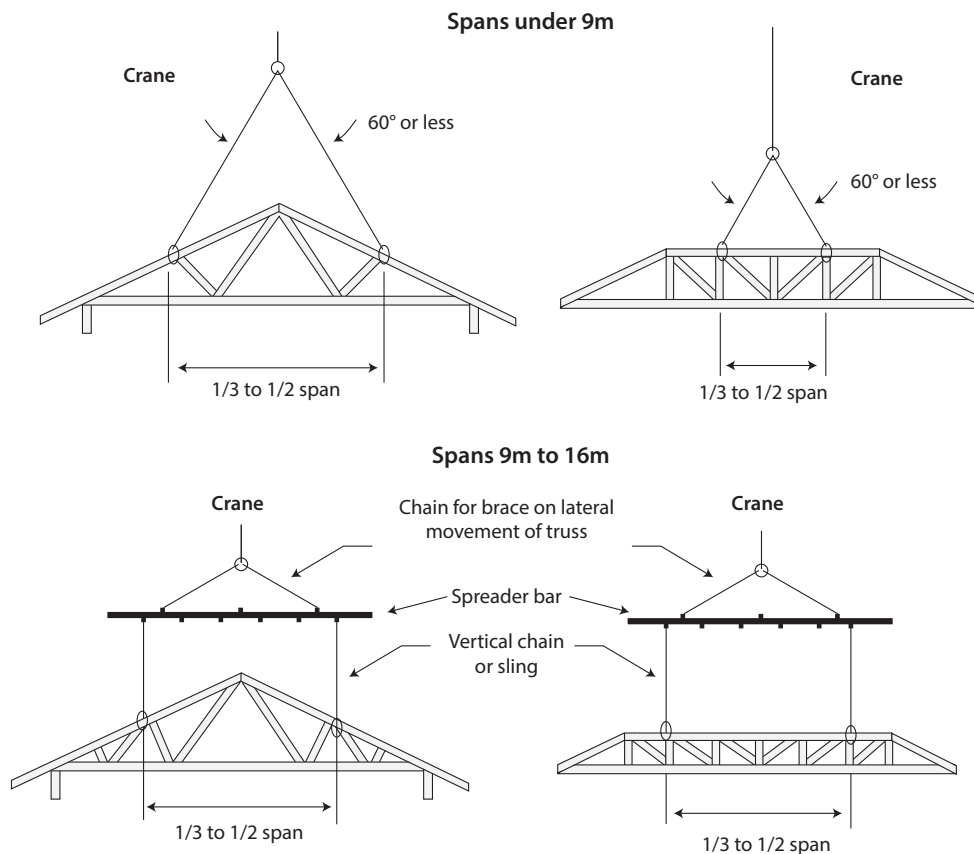 Spans under 9m
Crane
60° or less
1/3 to 1/2 span
Crane
60° or less
1/3 to 1/2 span
Spans 9m to 16m
Crane
Chain for brace on lateral
movement of truss
Crane
Spreader bar
Vertical chain
or sling
1/3 to 1/2 span
1/3 to 1/2 span